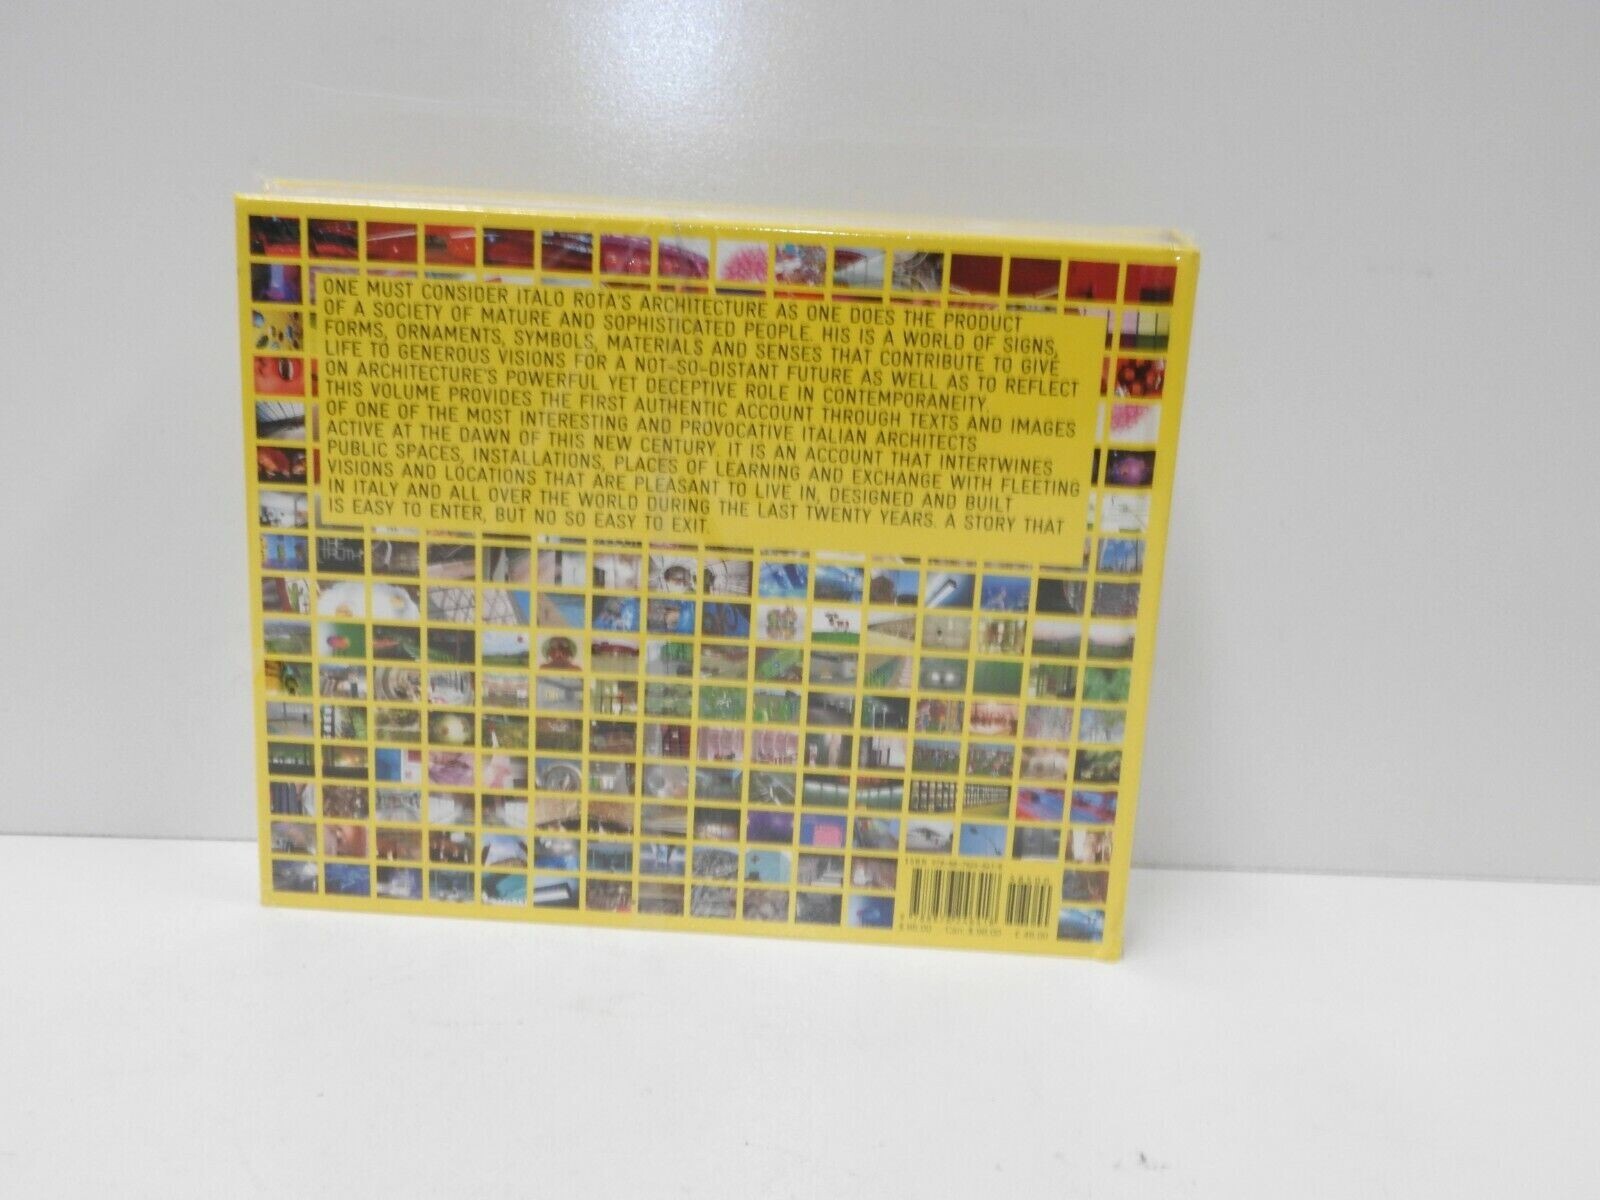 ONE MUST CONSIDER ITALO ROTA'S ARCHITECTURE AS ONE DOES THE PRODUCT
OF A SOCIETY OF MATURE AND SOPHISTICATED PEOPLE. HIS IS A WORLD OF SIGNS,
FORMS, ORNAMENTS, SYMBOLS, MATERIALS AND SENSES THAT CONTRIBUTE TO GIVE
LIFE TO GENEROUS VISIONS FOR A NOT-SO-DISTANT FUTURE AS WELL AS TO REFLECT
ON ARCHITECTURE'S POWERFUL YET DECEPTIVE ROLE IN CONTEMPORANEITY.
THIS VOLUME PROVIDES THE FIRST AUTHENTIC ACCOUNT THROUGH TEXTS AND IMAGES
OF ONE OF THE MOST INTERESTING AND PROVOCATIVE ITALIAN ARCHITECTS
ACTIVE AT THE DAWN OF THIS NEW CENTURY. IT IS AN ACCOUNT THAT INTERTWINES
PUBLIC SPACES, INSTALLATIONS, PLACES OF LEARNING AND EXCHANGE WITH FLEETING
VISIONS AND LOCATIONS THAT ARE PLEASANT TO LIVE IN, DESIGNED AND BUILT
IN ITALY AND ALL OVER THE WORLD DURING THE LAST TWENTY YEARS. A STORY THAT
IS EASY TO ENTER, BUT NO SO EASY TO EXIT.
THE
TRUTH
ISBN